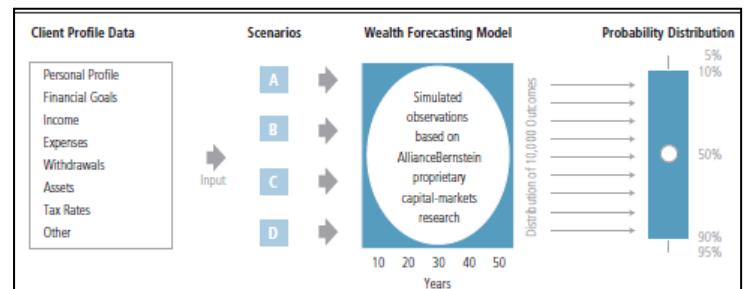 Client Profile Data
Personal Profile
Financial Goals
Income
Expenses
Withdrawals
Assets
Tax Rates
Other
Input
Scenarios
A
B
C
D
Wealth Forecasting Model
Simulated
observations
based on
AllianceBernstein
proprietary
capital-markets
research
10 20 30 40 50
Years
Distribution of 10,000 Outcomes
Probability Distribution
5%
10%
50%
90%
95%